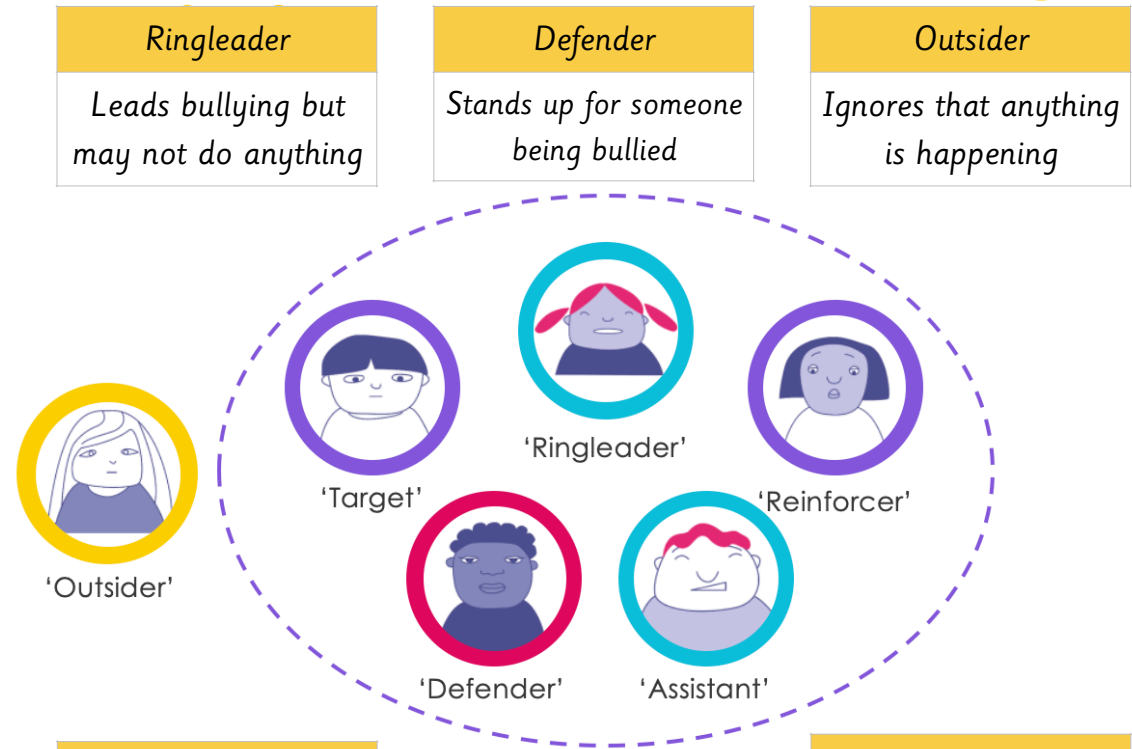 Ringleader
Leads bullying but
may not do anything
Defender
Stands up for someone
being bullied
Outsider
Ignores that anything
is happening
‘Ringleader’
‘Target’
‘Reinforcer’
‘Outsider’
‘Defender’
‘Assistant’